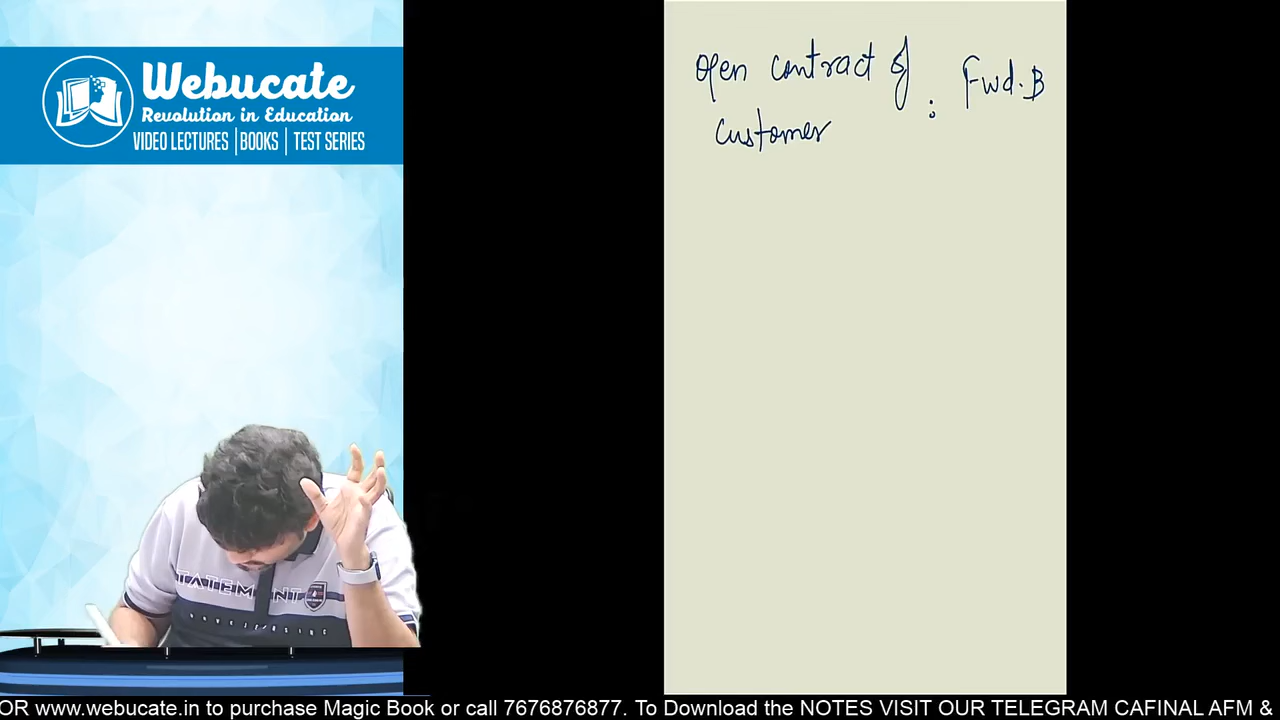 Webucate
Revolution in Education
VIDEO LECTURES | BOOKS | TEST SERIES
Open contract of : Fwd.B
customer
TATEMENT
OR www.webucate.in to purchase Magic Book or call 7676876877. To Download the NOTES VISIT OUR TELEGRAM CAFINAL AFM &